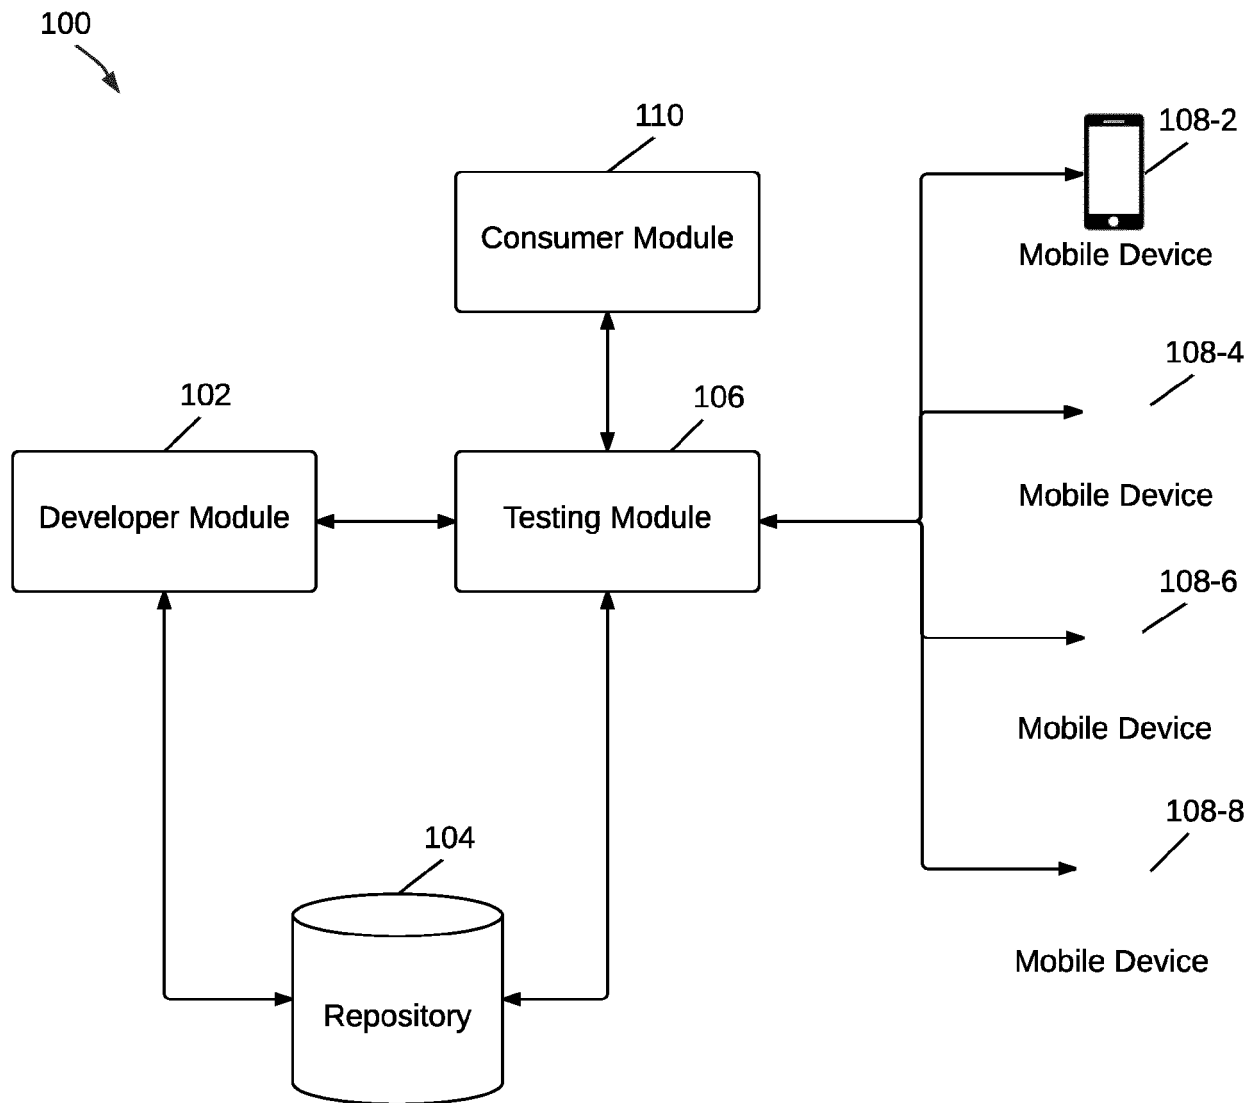 100
110
108-2
Consumer Module
Mobile Device
108-4
102
106
Developer Module
Testing Module
Mobile Device
108-6
Mobile Device
108-8
104
Repository
Mobile Device